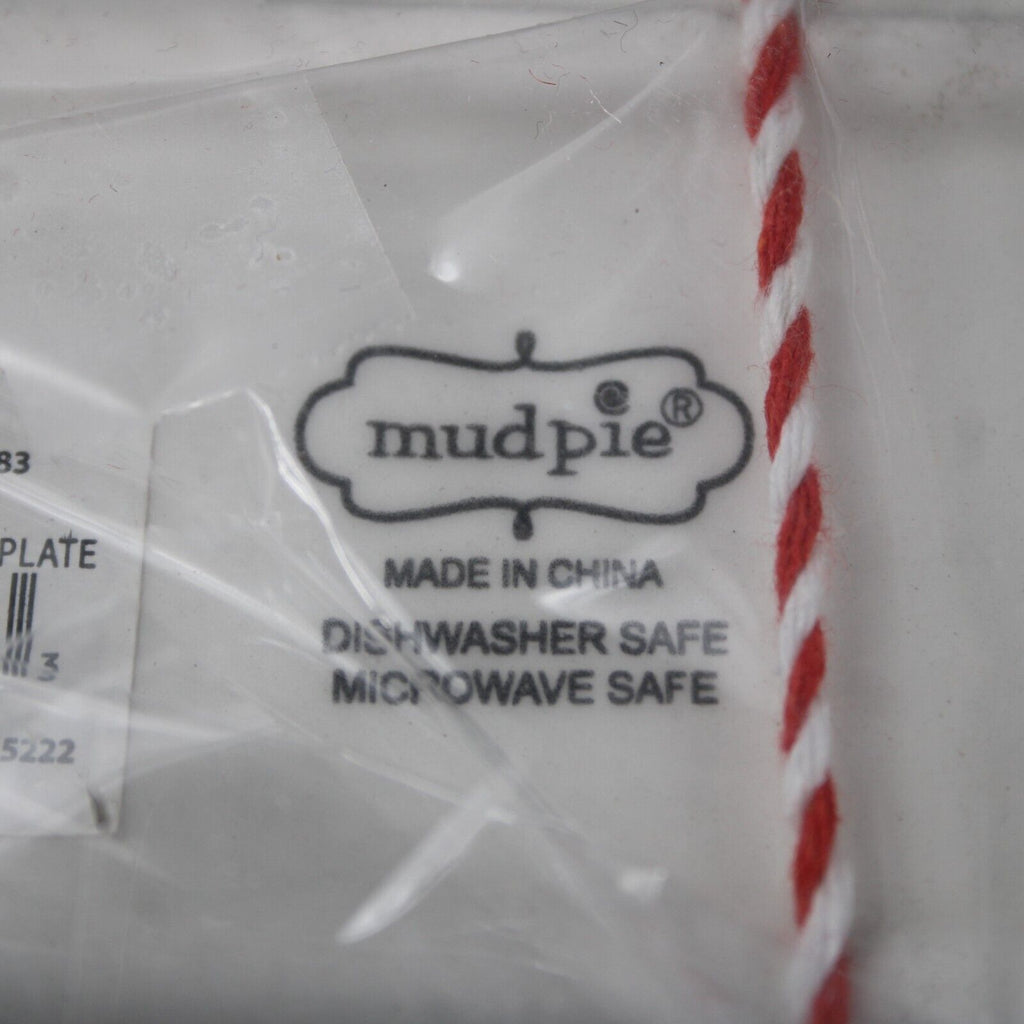 83
PLATE
3
5222
mudpie®
MADE IN CHINA
DISHWASHER SAFE
MICROWAVE SAFE